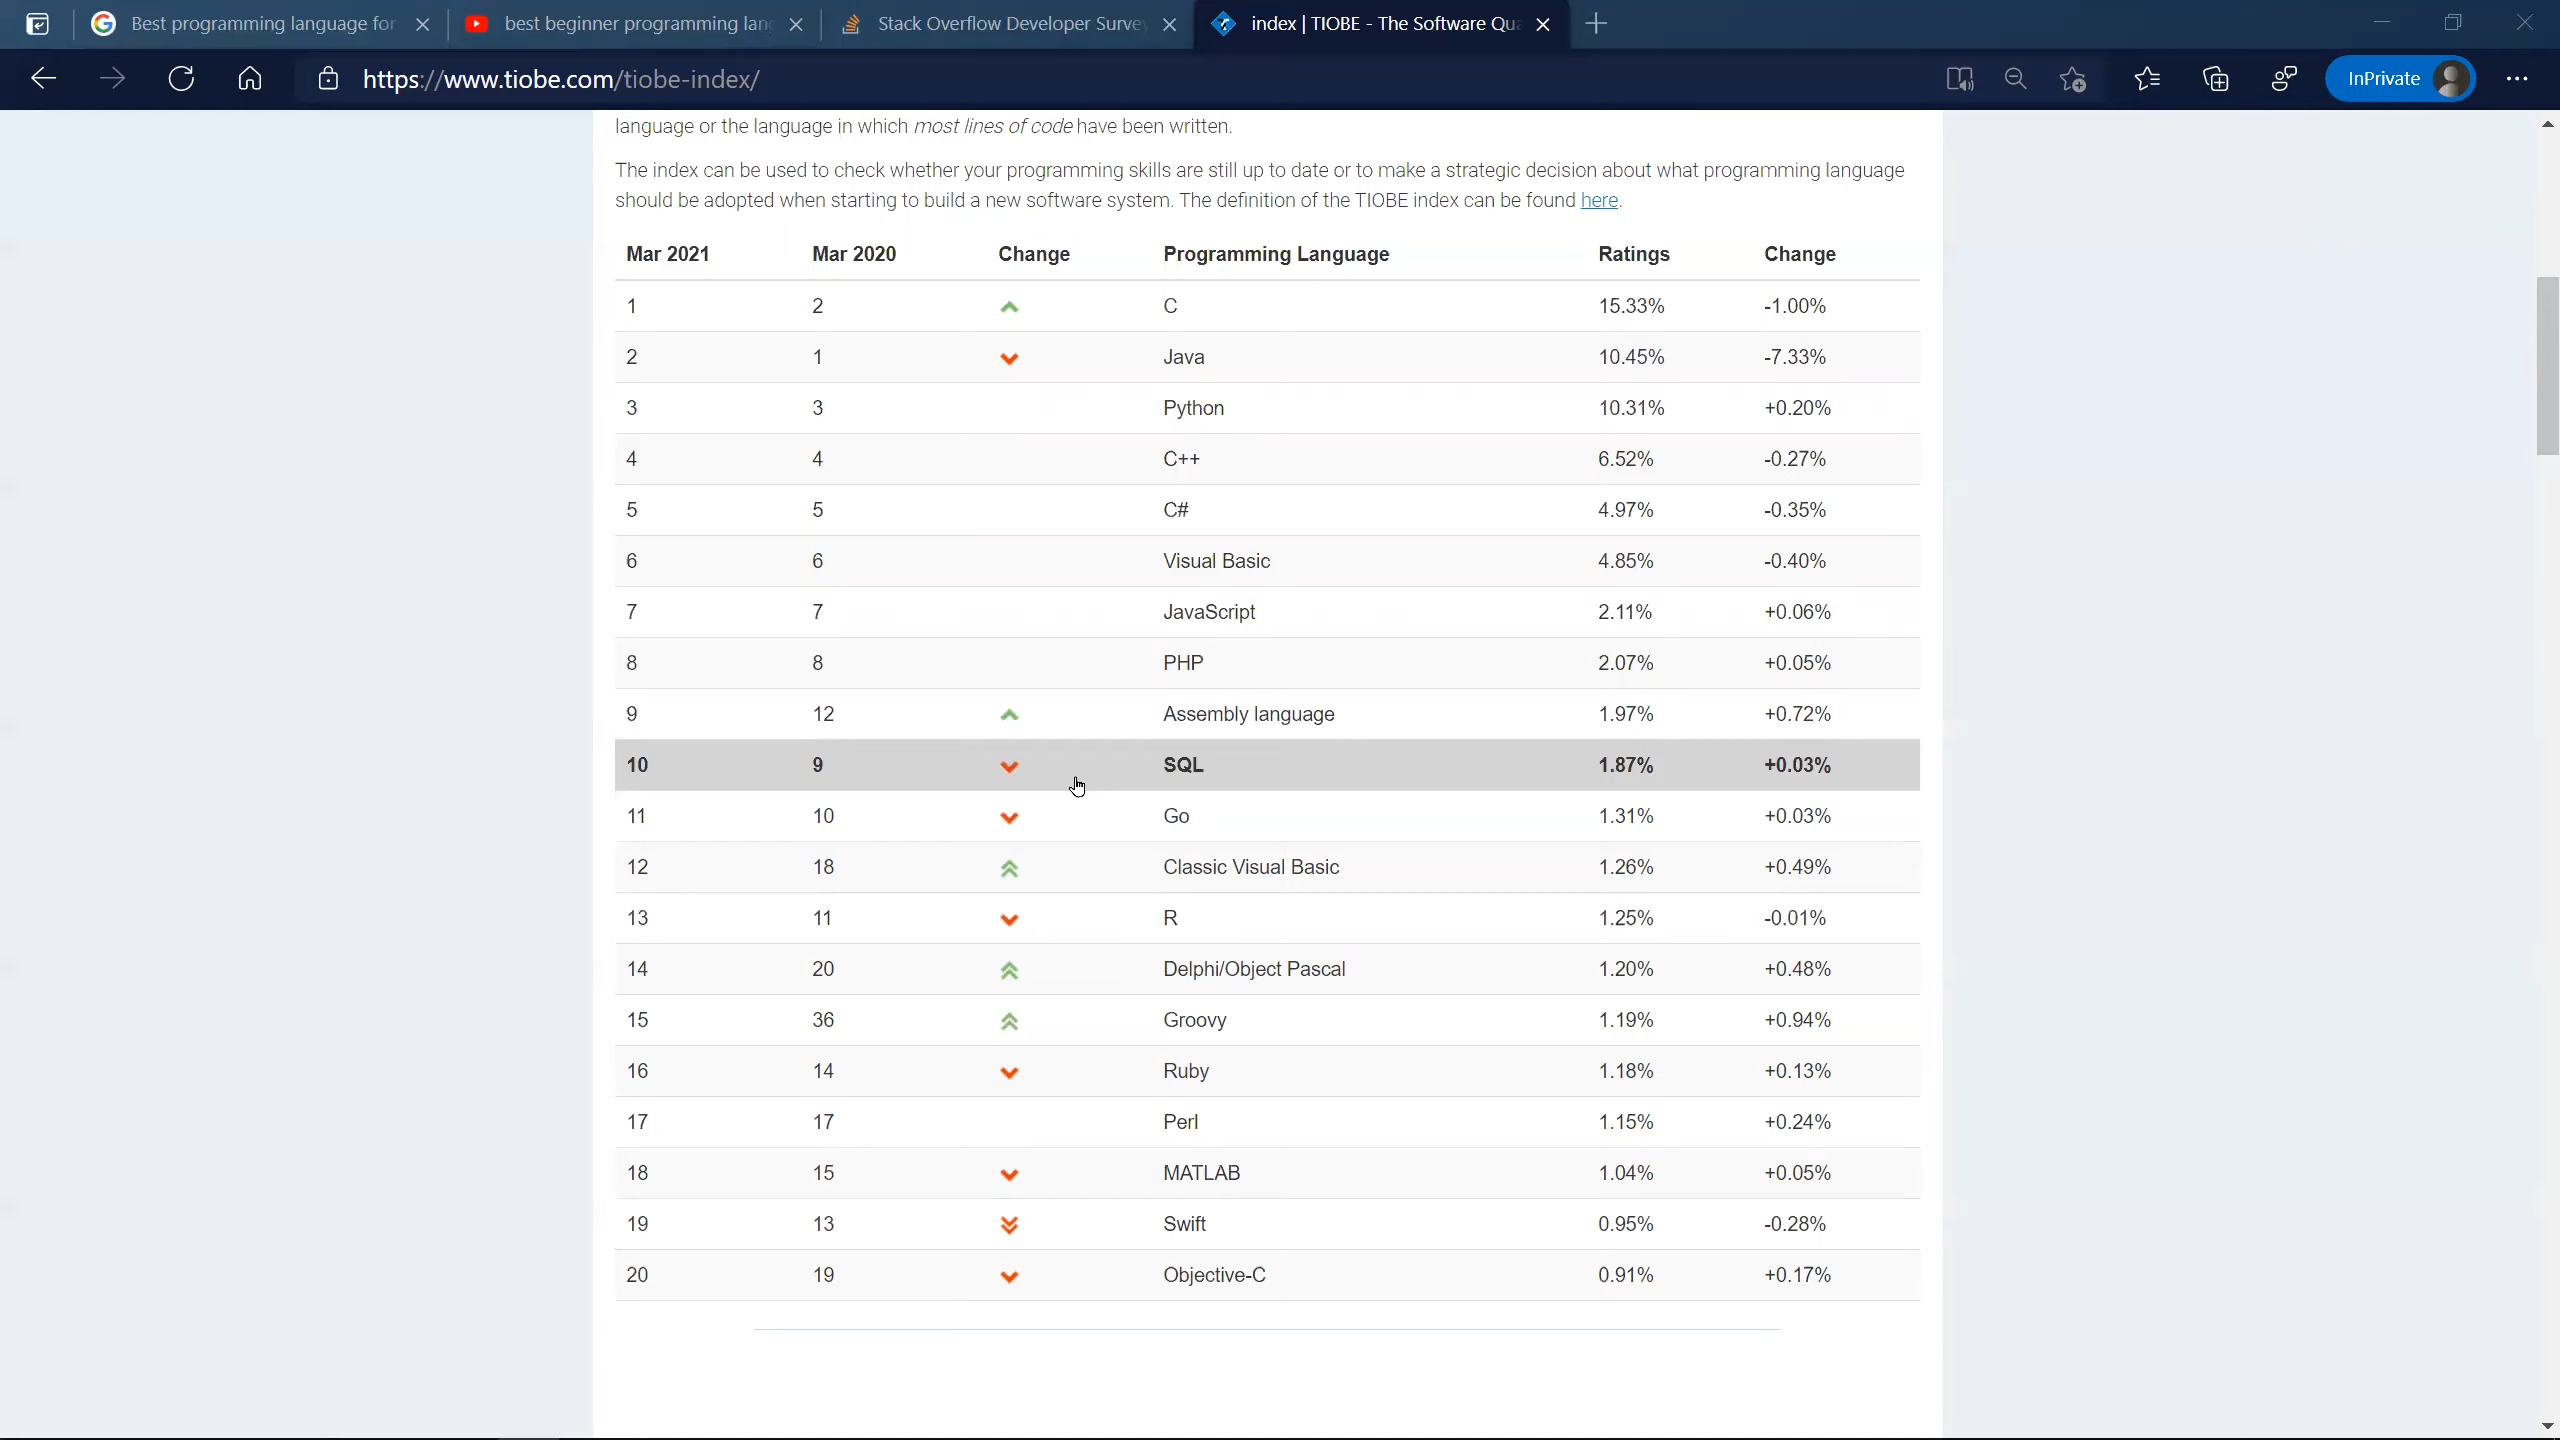 Best programming language for
best beginner programming lan
Stack Overflow Developer Surve
index | TIOBE - The Software Qua
https://www.tiobe.com/tiobe-index/
InPrivate
language or the language in which most lines of code have been written.
The index can be used to check whether your programming skills are still up to date or to make a strategic decision about what programming language
should be adopted when starting to build a new software system. The definition of the TIOBE index can be found here.
Mar 2021 Mar 2020 Change Programming Language Ratings Change
1 2 C 15.33% -1.00%
2 1 Java 10.45% -7.33%
3 3 Python 10.31% +0.20%
4 4 C++ 6.52% -0.27%
5 5 C# 4.97% -0.35%
6 6 Visual Basic 4.85% -0.40%
7 7 JavaScript 2.11% +0.06%
8 8 PHP 2.07% +0.05%
9 12 Assembly language 1.97% +0.72%
10 9 SQL 1.87% +0.03%
11 10 Go 1.31% +0.03%
12 18 Classic Visual Basic 1.26% +0.49%
13 11 R 1.25% -0.01%
14 20 Delphi/Object Pascal 1.20% +0.48%
15 36 Groovy 1.19% +0.94%
16 14 Ruby 1.18% +0.13%
17 17 Perl 1.15% +0.24%
18 15 MATLAB 1.04% +0.05%
19 13 Swift 0.95% -0.28%
20 19 Objective-C 0.91% +0.17%